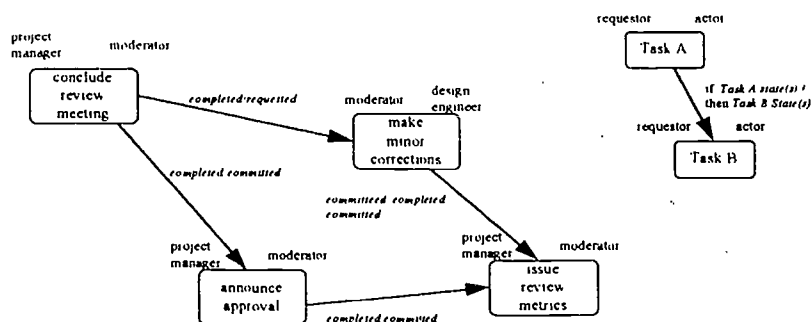 requestor actor
Task A
if Task A state(s) /
then Task B State(s)
requestor actor
Task B
project
manager
moderator
conclude
review
meeting
completed/requested
moderator
design
engineer
make
minor
corrections
completed/committed
committeed completed
committed
project
manager
moderator
announce
approval
completed committed
project
manager
moderator
issue
review
metrics